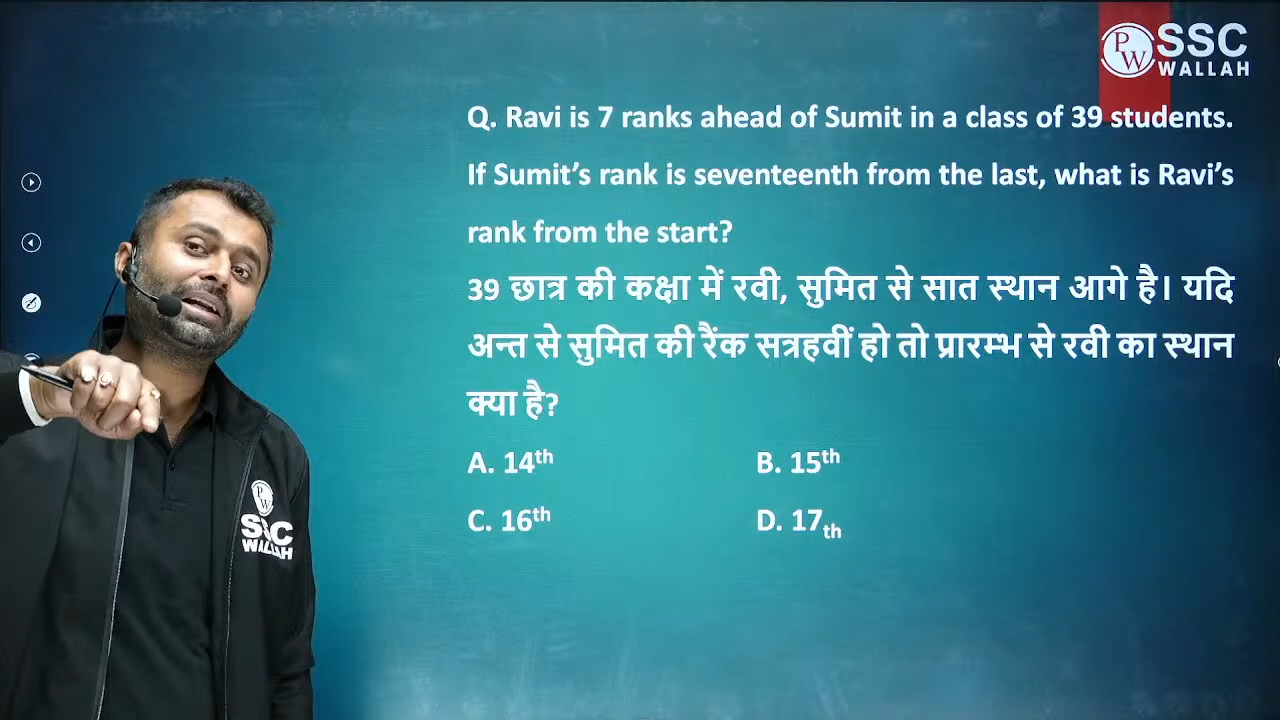 PW SSC
WALLAH
Q. Ravi is 7 ranks ahead of Sumit in a class of 39 students.
If Sumit’s rank is seventeenth from the last, what is Ravi’s
rank from the start?
39 छात्र की कक्षा में रवी, सुमित से सात स्थान आगे है। यदि
अन्त से सुमित की रैंक सत्रहवीं हो तो प्रारम्भ से रवी का स्थान
क्या है?
A. 14th B. 15th
C. 16th D. 17th
PW
SSC
WALLAH